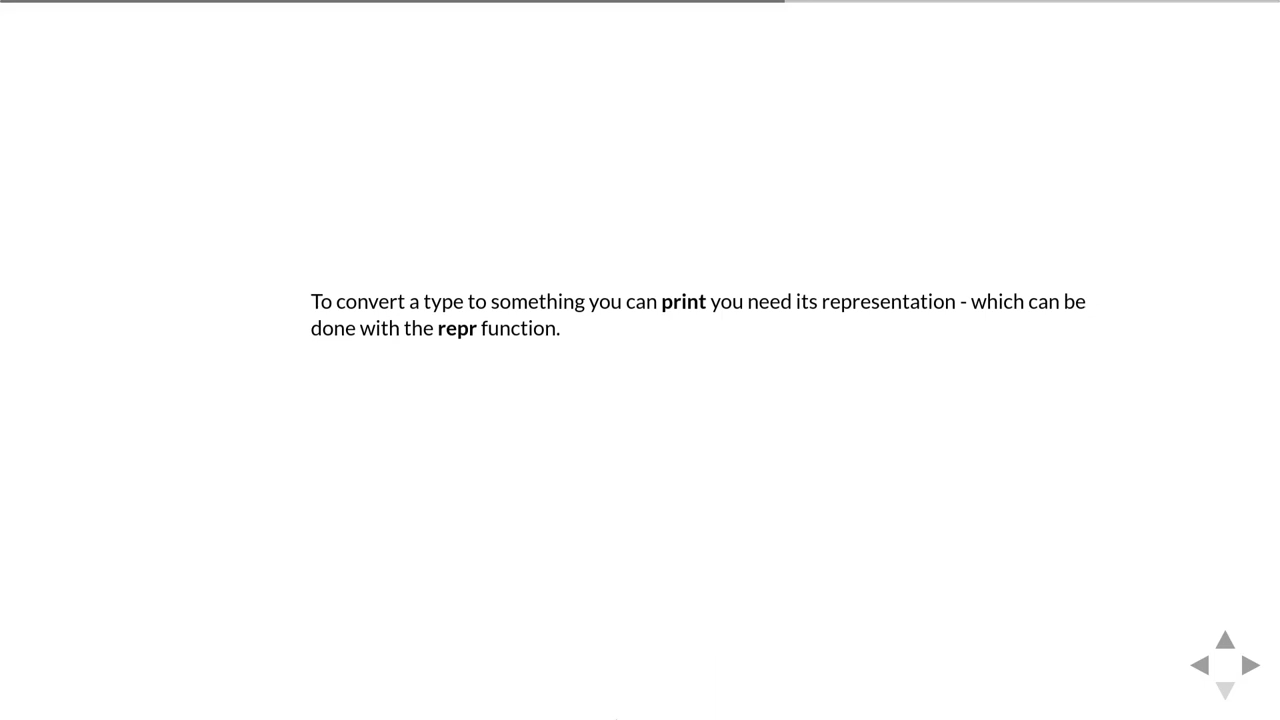 To convert a type to something you can print you need its representation - which can be
done with the repr function.